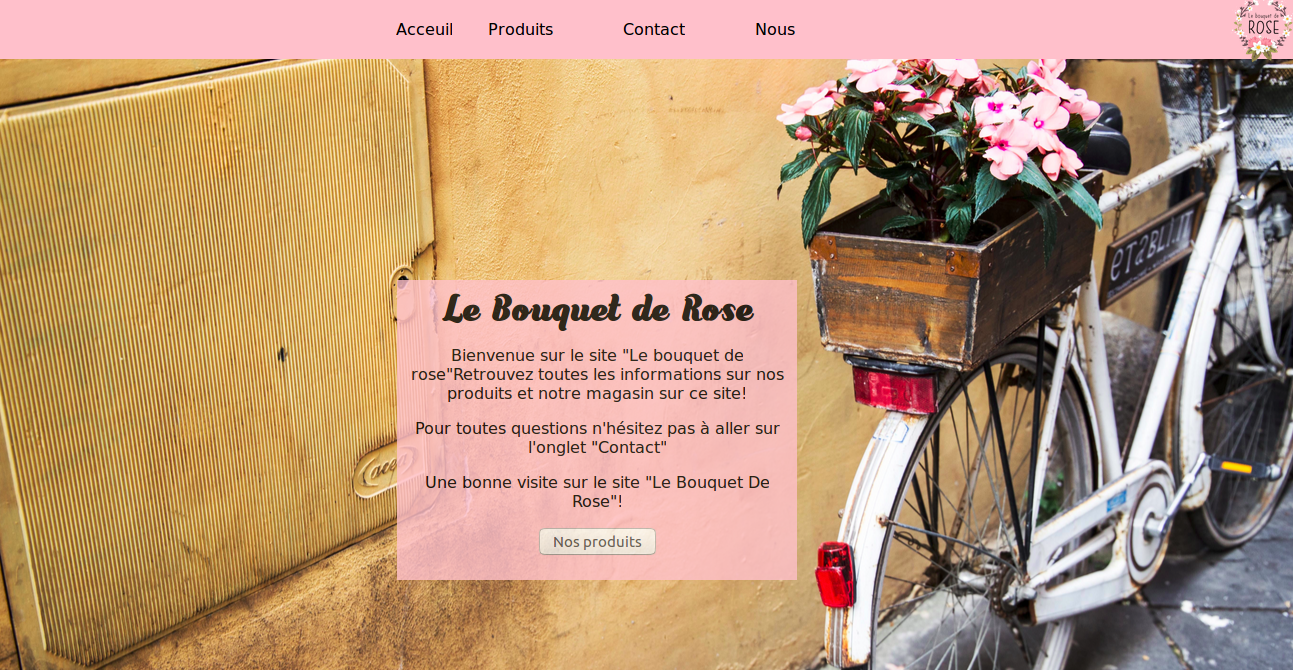 Acceuil Produits Contact Nous
Le Bouquet de
ROSE
eTABLI
Le Bouquet de Rose
Bienvenue sur le site "Le bouquet de
rose"Retrouvez toutes les informations sur nos
produits et notre magasin sur ce site!
Pour toutes questions n'hésitez pas à aller sur
l'onglet "Contact"
Une bonne visite sur le site "Le Bouquet De
Rose"!
Nos produits